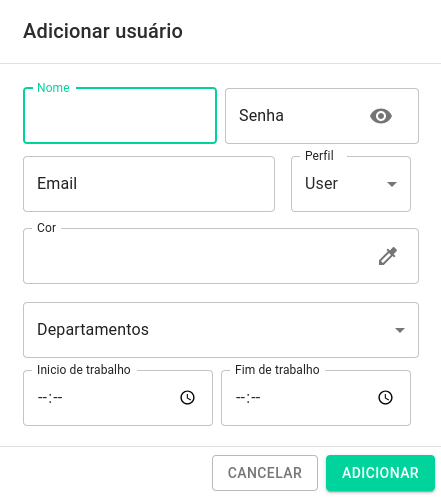 Adicionar usuário
Nome
Senha
Email
Perfil
User
Cor
Departamentos
Inicio de trabalho
--:--
Fim de trabalho
--:--
CANCELAR
ADICIONAR